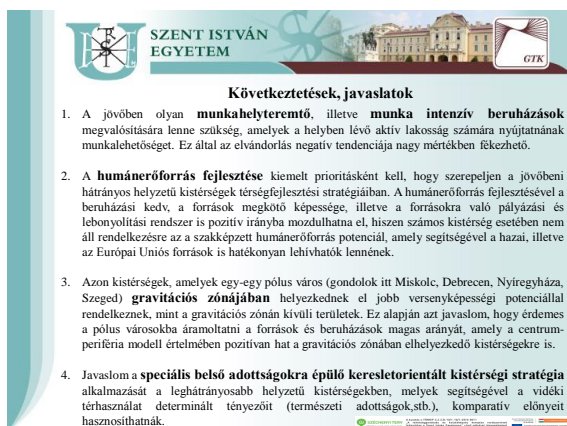 SZENT ISTVÁN
EGYETEM
GTK
Következtetések, javaslatok
1. A jövőben olyan munkahelyteremtő, illetve munka intenzív beruházások
megvalósítására lenne szükség, amelyek a helyben lévő aktív lakosság számára nyújtatnának
munkalehetőséget. Ez által az elvándorlás negatív tendenciája nagy mértékben fékezhető.
2. A humánerőforrás fejlesztése kiemelt prioritásként kell, hogy szerepeljen a jövőbeni
hátrányos helyzetű kistérségek térségfejlesztési stratégiáiban. A humánerőforrás fejlesztésével a
beruházási kedv, a források megkötő képessége, illetve a forrásokra való pályázási és
lebonyolítási rendszer is pozitív irányba mozdulhatna el, hiszen számos kistérség esetében nem
áll rendelkezésre az a szakképzett humánerőforrás potenciál, amely segítségével a hazai, illetve
az Európai Uniós források is hatékonyan lehívhatók lennének.
3. Azon kistérségek, amelyek egy-egy pólus város (gondolok itt Miskolc, Debrecen, Nyíregyháza,
Szeged) gravitációs zónájában helyezkednek el jobb versenyképességi potenciállal
rendelkeznek, mint a gravitációs zónán kívüli területek. Ez alapján azt javaslom, hogy érdemes
a pólus városokba áramoltatni a források és beruházások magas arányát, amely a centrum-
periféria modell értelmében pozitívan hat a gravitációs zónában elhelyezkedő kistérségekre is.
4. Javaslom a speciális belső adottságokra épülő keresletorientált kistérségi stratégia
alkalmazását a leghátrányosabb helyzetű kistérségekben, melyek segítségével a vidéki
térhasználat determinált tényezőit (természeti adottságok,stb.), komparatív előnyeit
hasznosíthatnák.